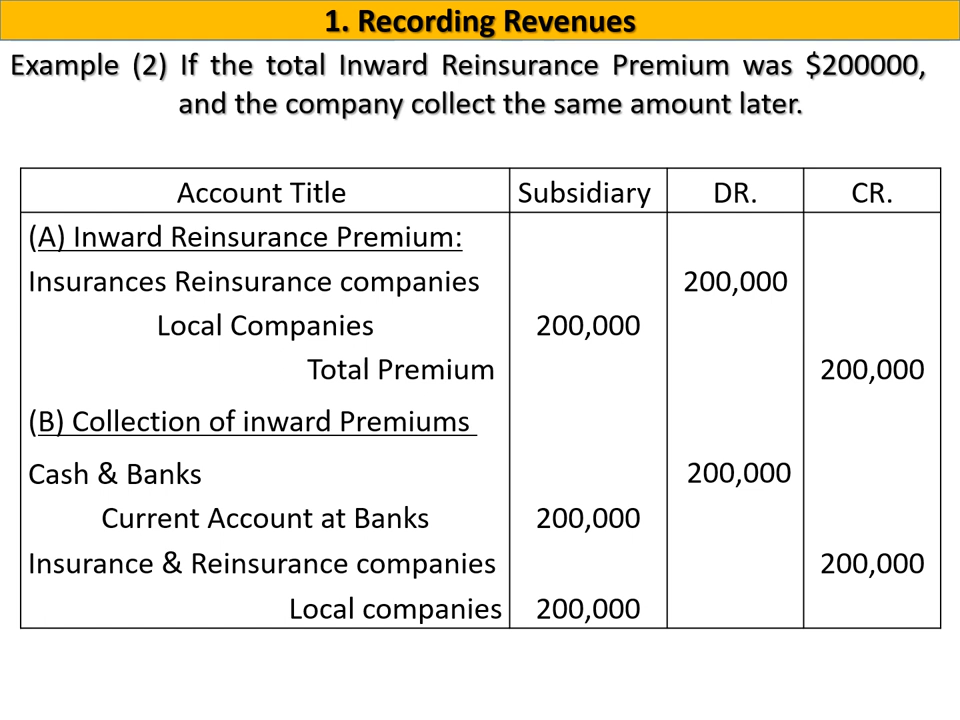 1. Recording Revenues
Example (2) If the total Inward Reinsurance Premium was $200000,
and the company collect the same amount later.
Account Title Subsidiary DR. CR.
(A) Inward Reinsurance Premium:
Insurances Reinsurance companies 200,000
Local Companies 200,000
Total Premium 200,000
(B) Collection of inward Premiums
Cash & Banks 200,000
Current Account at Banks 200,000
Insurance & Reinsurance companies 200,000
Local companies 200,000